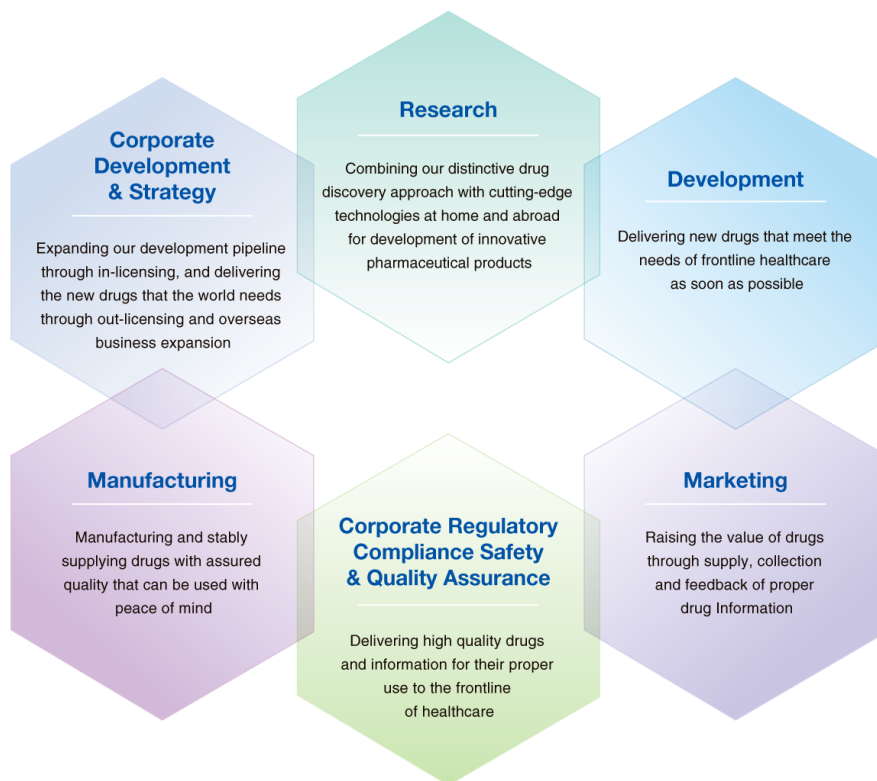 Research
Combining our distinctive drug
discovery approach with cutting-edge
technologies at home and abroad
for development of innovative
pharmaceutical products
Corporate
Development
& Strategy
Expanding our development pipeline
through in-licensing, and delivering
the new drugs that the world needs
through out-licensing and overseas
business expansion
Development
Delivering new drugs that meet the
needs of frontline healthcare
as soon as possible
Manufacturing
Manufacturing and stably
supplying drugs with assured
quality that can be used with
peace of mind
Corporate Regulatory
Compliance Safety
& Quality Assurance
Delivering high quality drugs
and information for their proper
use to the frontline
of healthcare
Marketing
Raising the value of drugs
through supply, collection
and feedback of proper
drug Information